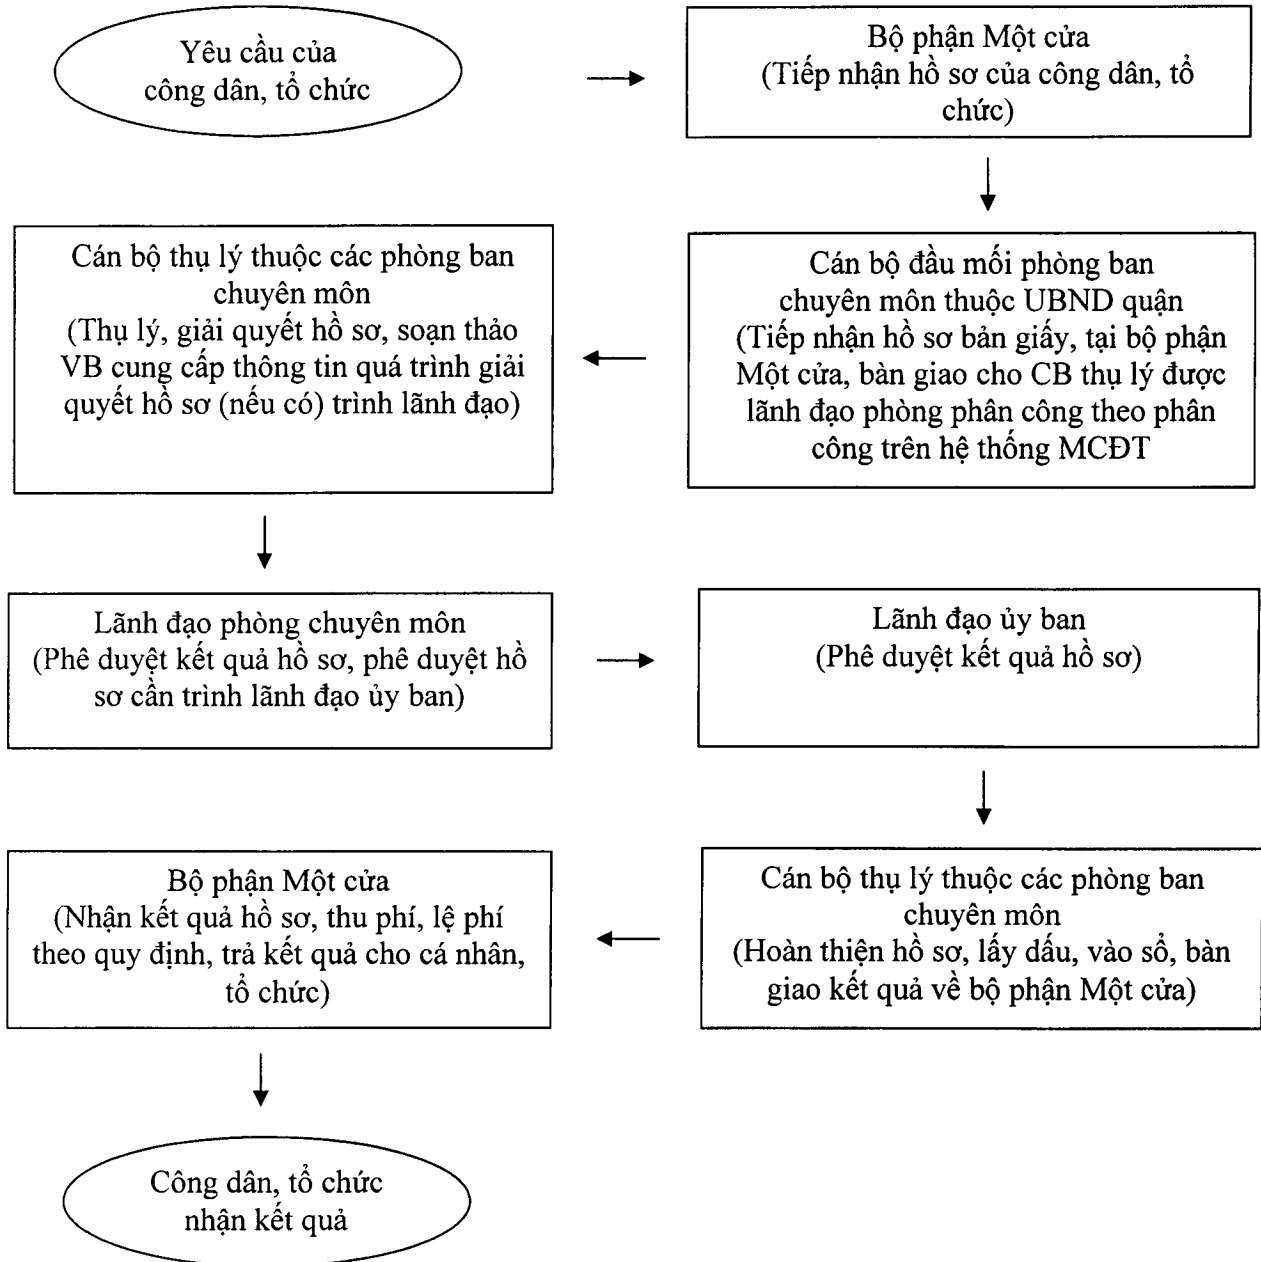 Yêu cầu của
công dân, tổ chức
Bộ phận Một cửa
(Tiếp nhận hồ sơ của công dân, tổ
chức)
Cán bộ đầu mối phòng ban
chuyên môn thuộc UBND quận
(Tiếp nhận hồ sơ bản giấy, tại bộ phận
Một cửa, bàn giao cho CB thụ lý được
lãnh đạo phòng phân công theo phân
công trên hệ thống MCĐT
Cán bộ thụ lý thuộc các phòng ban
chuyên môn
(Thụ lý, giải quyết hồ sơ, soạn thảo
VB cung cấp thông tin quá trình giải
quyết hồ sơ (nếu có) trình lãnh đạo)
Lãnh đạo phòng chuyên môn
(Phê duyệt kết quả hồ sơ, phê duyệt hồ
sơ cần trình lãnh đạo ủy ban)
Lãnh đạo ủy ban
(Phê duyệt kết quả hồ sơ)
Cán bộ thụ lý thuộc các phòng ban
chuyên môn
(Hoàn thiện hồ sơ, lấy dấu, vào sổ, bàn
giao kết quả về bộ phận Một cửa)
Bộ phận Một cửa
(Nhận kết quả hồ sơ, thu phí, lệ phí
theo quy định, trả kết quả cho cá nhân,
tổ chức)
Công dân, tổ chức
nhận kết quả